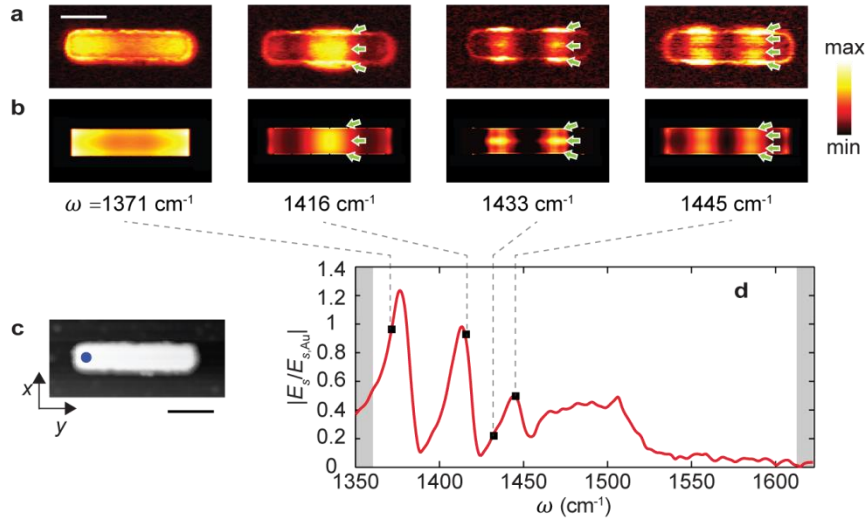 a
max
b
min
ω =1371 cm⁻¹
1416 cm⁻¹
1433 cm⁻¹
1445 cm⁻¹
c
x
y
d
|Eₛ/Eₛ,Au|
1.4
1.2
1
0.8
0.6
0.4
0.2
0
1350
1400
1450
1500
1550
1600
ω (cm⁻¹)